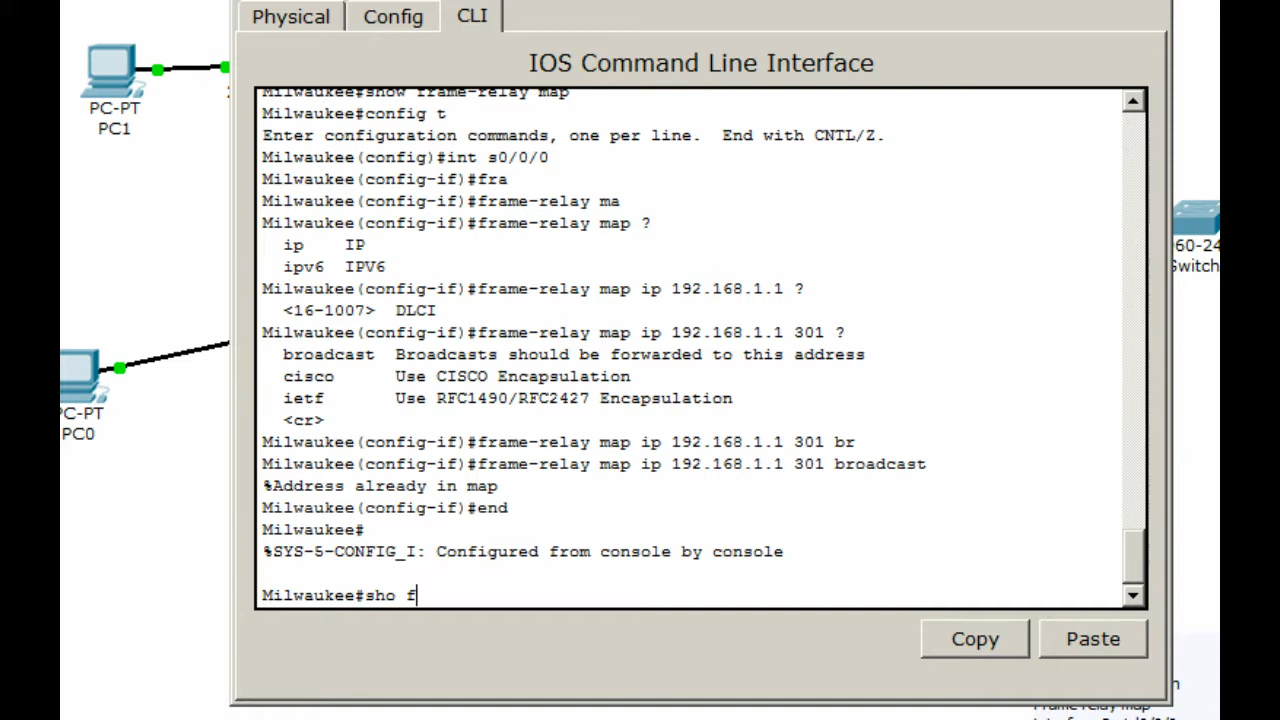 Physical
Config
CLI
IOS Command Line Interface
PC-PT
PC1
Milwaukee#show frame-relay map
Milwaukee#config t
Enter configuration commands, one per line.  End with CNTL/Z.
Milwaukee(config)#int s0/0/0
Milwaukee(config-if)#fra
Milwaukee(config-if)#frame-relay ma
Milwaukee(config-if)#frame-relay map ?
  ip    IP
  ipv6  IPV6
Milwaukee(config-if)#frame-relay map ip 192.168.1.1 ?
  <16-1007>  DLCI
Milwaukee(config-if)#frame-relay map ip 192.168.1.1 301 ?
  broadcast  Broadcasts should be forwarded to this address
  cisco      Use CISCO Encapsulation
  ietf       Use RFC1490/RFC2427 Encapsulation
  <cr>
Milwaukee(config-if)#frame-relay map ip 192.168.1.1 301 br
Milwaukee(config-if)#frame-relay map ip 192.168.1.1 301 broadcast
%Address already in map
Milwaukee(config-if)#end
Milwaukee#
%SYS-5-CONFIG_I: Configured from console by console
Milwaukee#sho f
60-24
Switch
PC-PT
PC0
Copy
Paste
Frame relay map